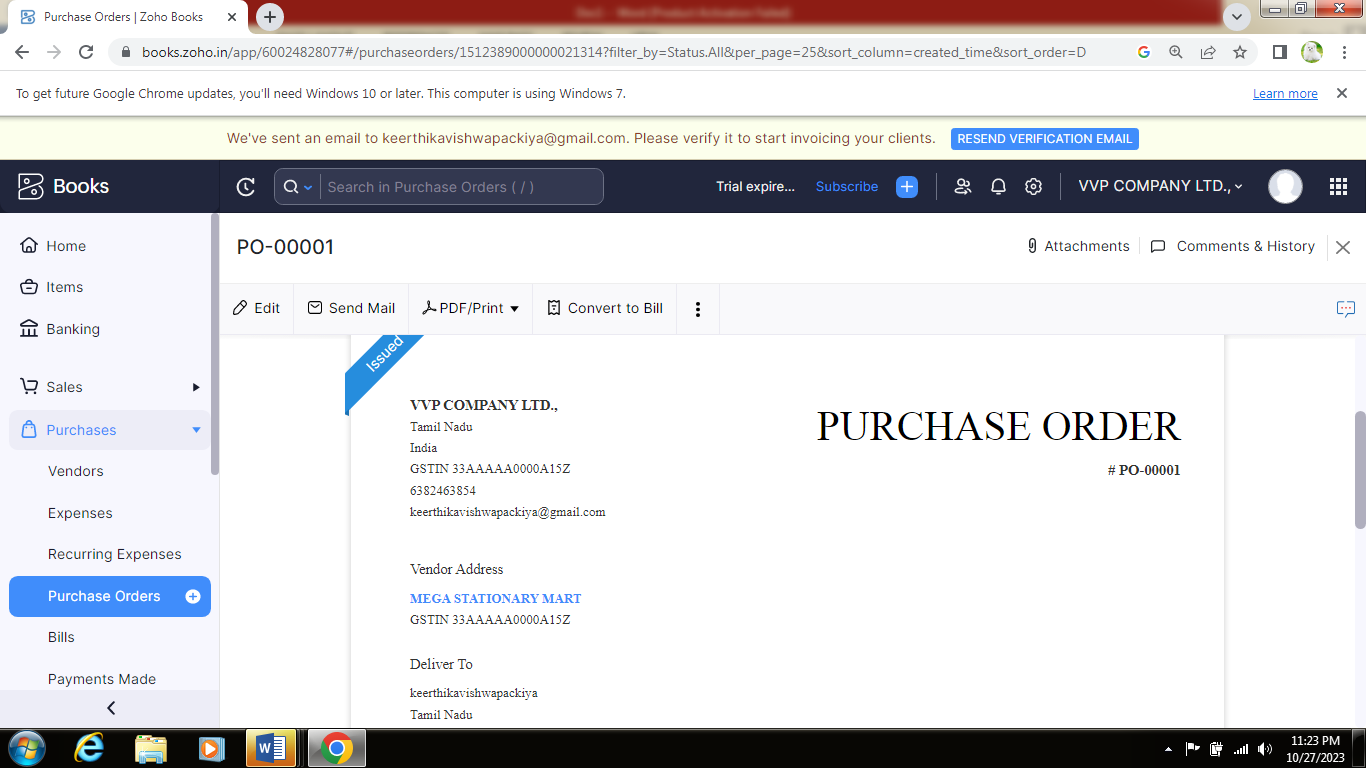 Purchase Orders | Zoho Books
books.zoho.in/app/60024828077#/purchaseorders/1512389000000021314?filter_by=Status.All&per_page=25&sort_column=created_time&sort_order=D
To get future Google Chrome updates, you'll need Windows 10 or later. This computer is using Windows 7.
Learn more
We've sent an email to keerthikavishwapackiya@gmail.com. Please verify it to start invoicing your clients.
RESEND VERIFICATION EMAIL
Books
Search in Purchase Orders ( / )
Trial expire...
Subscribe
VVP COMPANY LTD.,
Home
Items
Banking
Sales
Purchases
Vendors
Expenses
Recurring Expenses
Purchase Orders
Bills
Payments Made
PO-00001
Attachments
Comments & History
Edit
Send Mail
PDF/Print
Convert to Bill
Issued
VVP COMPANY LTD.,
Tamil Nadu
India
GSTIN 33AAAAA0000A15Z
6382463854
keerthikavishwapackiya@gmail.com
PURCHASE ORDER
# PO-00001
Vendor Address
MEGA STATIONARY MART
GSTIN 33AAAAA0000A15Z
Deliver To
keerthikavishwapackiya
Tamil Nadu
11:23 PM
10/27/2023